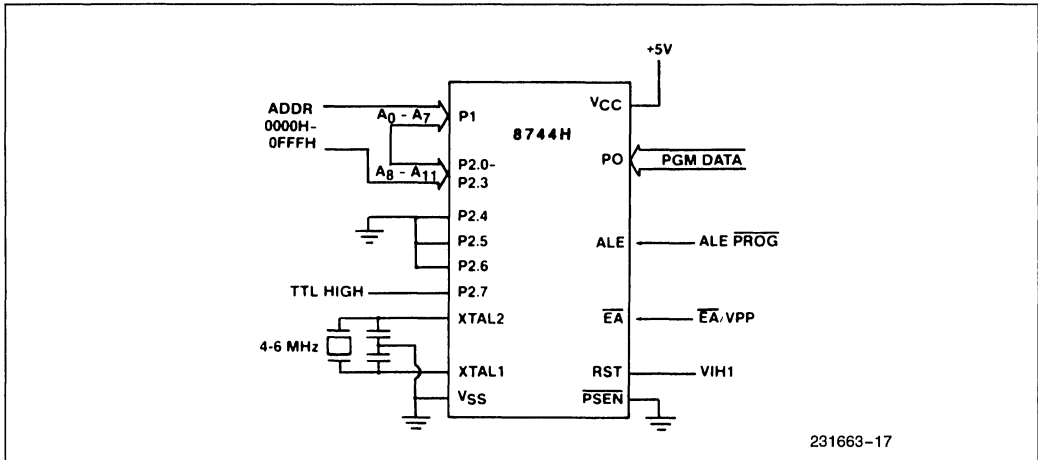 +5V
ADDR
0000H-
0FFFH
A0 - A7
A8 - A11
P1
P2.0-
P2.3
P2.4
P2.5
P2.6
TTL HIGH
P2.7
XTAL2
4-6 MHz
XTAL1
VSS
8744H
VCC
PO
PGM DATA
ALE
ALE PROG
EA
EA/VPP
RST
VIH1
PSEN
231663-17